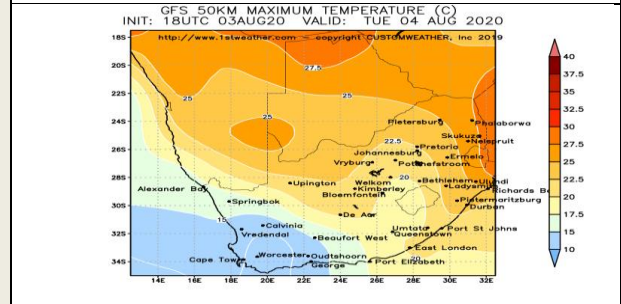 GFS 50KM MAXIMUM TEMPERATURE (C)
INIT: 18UTC 03AUG20 VALID: TUE 04 AUG 2020
http://www.1stweather.com copyright CUSTOMWEATHER, Inc 2019
18S
20S
22S
24S
26S
28S
30S
32S
34S
27.5
25
25
25
22.5
20
15
20
Pietersburg
Phalaborwa
Skukuza
Nelspruit
Pretoria
Johannesburg
Ermelo
Vryburg
Potchefstroom
Upington
Welkom
Bethlehem
Ulundi
Kimberley
Ladysmith
Richards Ba
Alexander Bay
Bloemfontein
Pietermaritzburg
Springbok
Durban
De Aar
Calvinia
Umtata
Port St Johns
Vredendal
Beaufort West
Queenstown
East London
Cape Town
Worcester
Oudtshoorn
George
Port Elizabeth
14E
16E
18E
20E
22E
24E
26E
28E
30E
32E
40
37.5
35
32.5
30
27.5
25
22.5
20
17.5
15
10